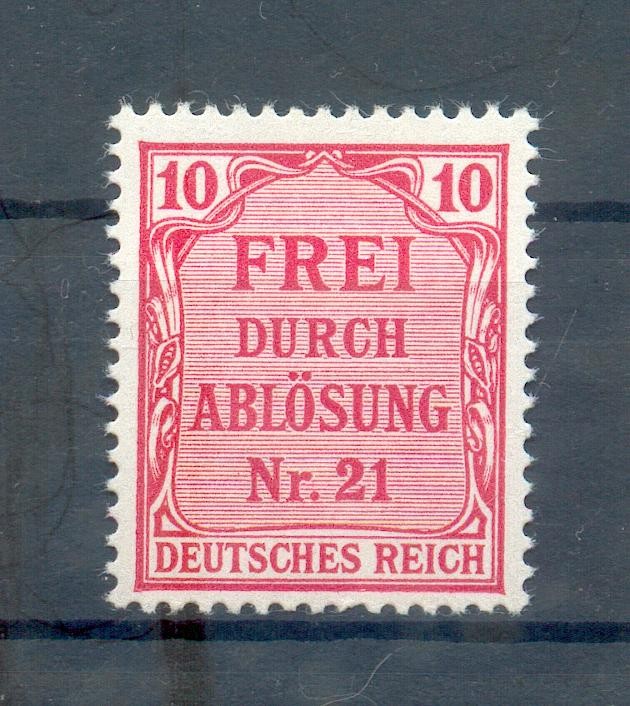 10 10
FREI
DURCH
ABLÖSUNG
Nr. 21
DEUTSCHES REICH